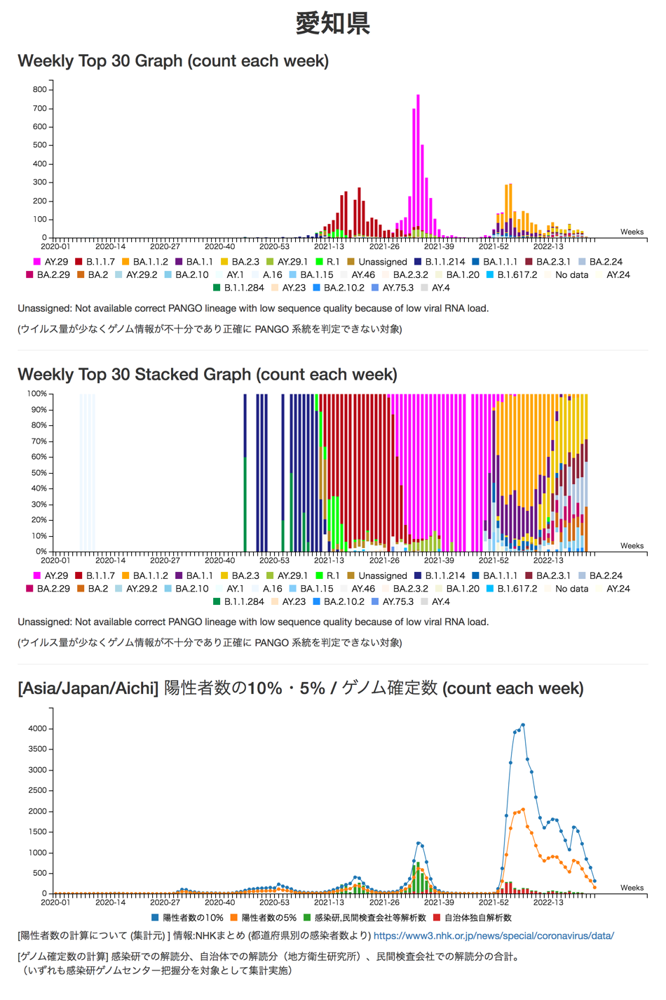 愛知県
Weekly Top 30 Graph (count each week)
800
700
600
500
400
300
200
100
0
Weeks
2020-01 2020-14 2020-27 2020-40 2020-53 2021-13 2021-26 2021-39 2021-52 2022-13
AY.29 B.1.1.7 BA.1.1.2 BA.1.1 BA.2.3 AY.29.1 R.1 Unassigned B.1.1.214 BA.1.1.1 BA.2.3.1 BA.2.24
BA.2.29 BA.2 AY.29.2 BA.2.10 AY.1 A.16 BA.1.15 AY.46 BA.2.3.2 BA.1.20 B.1.617.2 No data AY.24
B.1.1.284 AY.23 BA.2.10.2 AY.75.3 AY.4
Unassigned: Not available correct PANGO lineage with low sequence quality because of low viral RNA load.
(ウイルス量が少なくゲノム情報が不十分であり正確に PANGO 系統を判定できない対象)
Weekly Top 30 Stacked Graph (count each week)
100%
90%
80%
70%
60%
50%
40%
30%
20%
10%
0%
Weeks
2020-01 2020-14 2020-27 2020-40 2020-53 2021-13 2021-26 2021-39 2021-52 2022-13
AY.29 B.1.1.7 BA.1.1.2 BA.1.1 BA.2.3 AY.29.1 R.1 Unassigned B.1.1.214 BA.1.1.1 BA.2.3.1 BA.2.24
BA.2.29 BA.2 AY.29.2 BA.2.10 AY.1 A.16 BA.1.15 AY.46 BA.2.3.2 BA.1.20 B.1.617.2 No data AY.24
B.1.1.284 AY.23 BA.2.10.2 AY.75.3 AY.4
Unassigned: Not available correct PANGO lineage with low sequence quality because of low viral RNA load.
(ウイルス量が少なくゲノム情報が不十分であり正確に PANGO 系統を判定できない対象)
[Asia/Japan/Aichi] 陽性者数の10%・5% / ゲノム確定数 (count each week)
4000
3500
3000
2500
2000
1500
1000
500
0
Weeks
2020-01 2020-14 2020-27 2020-40 2020-53 2021-13 2021-26 2021-39 2021-52 2022-13
陽性者数の10% 陽性者数の5% 感染研,民間検査会社等解析数 自治体独自解析数
[陽性者数の計算について (集計元) ] 情報:NHKまとめ (都道府県別の感染者数より) https://www3.nhk.or.jp/news/special/coronavirus/data/
[ゲノム確定数の計算] 感染研での解読分、自治体での解読分（地方衛生研究所）、民間検査会社での解読分の合計。
（いずれも感染研ゲノムセンター把握分を対象として集計実施）